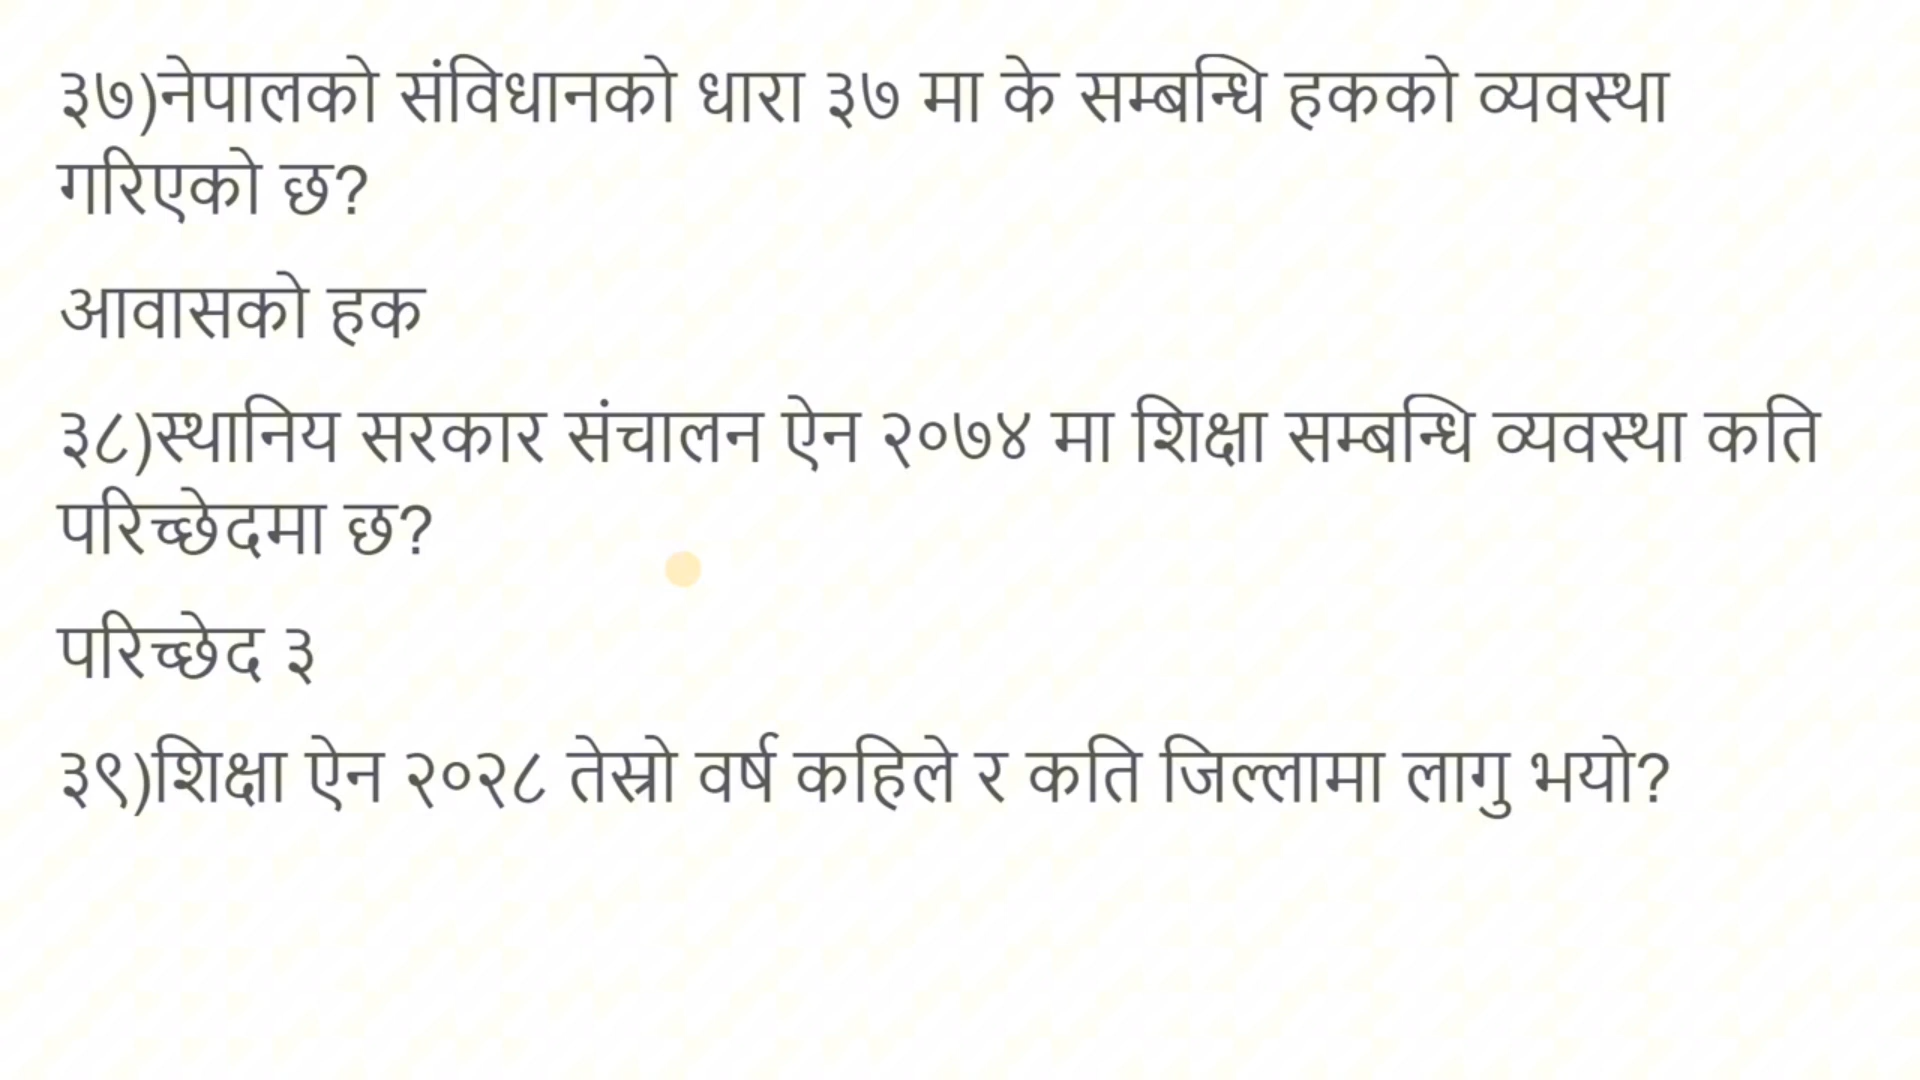 ३७)नेपालको संविधानको धारा ३७ मा के सम्बन्धि हकको व्यवस्था
गरिएको छ?
आवासको हक
३८)स्थानिय सरकार संचालन ऐन २०७४ मा शिक्षा सम्बन्धि व्यवस्था कति
परिच्छेदमा छ?
परिच्छेद ३
३९)शिक्षा ऐन २०२८ तेस्रो वर्ष कहिले र कति जिल्लामा लागु भयो?